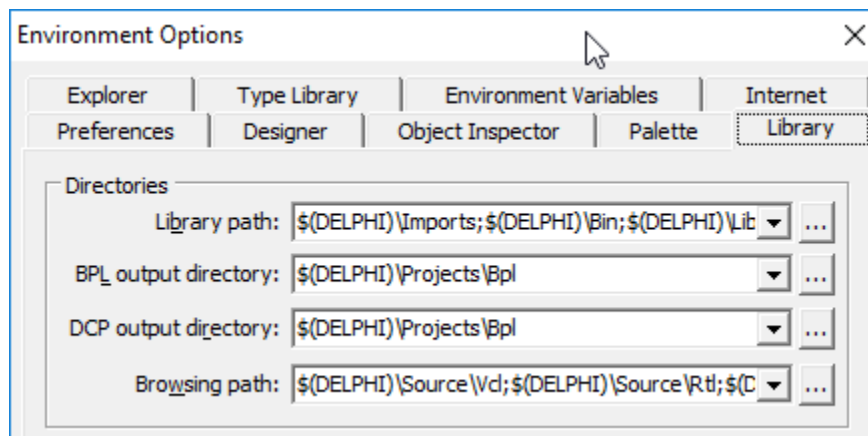 Environment Options
Explorer Type Library Environment Variables Internet
Preferences Designer Object Inspector Palette Library
Directories
Library path: $(DELPHI)\Imports;$(DELPHI)\Bin;$(DELPHI)\Lib ...
BPL output directory: $(DELPHI)\Projects\Bpl ...
DCP output directory: $(DELPHI)\Projects\Bpl ...
Browsing path: $(DELPHI)\Source\Vcl;$(DELPHI)\Source\Rtl;$(D ...